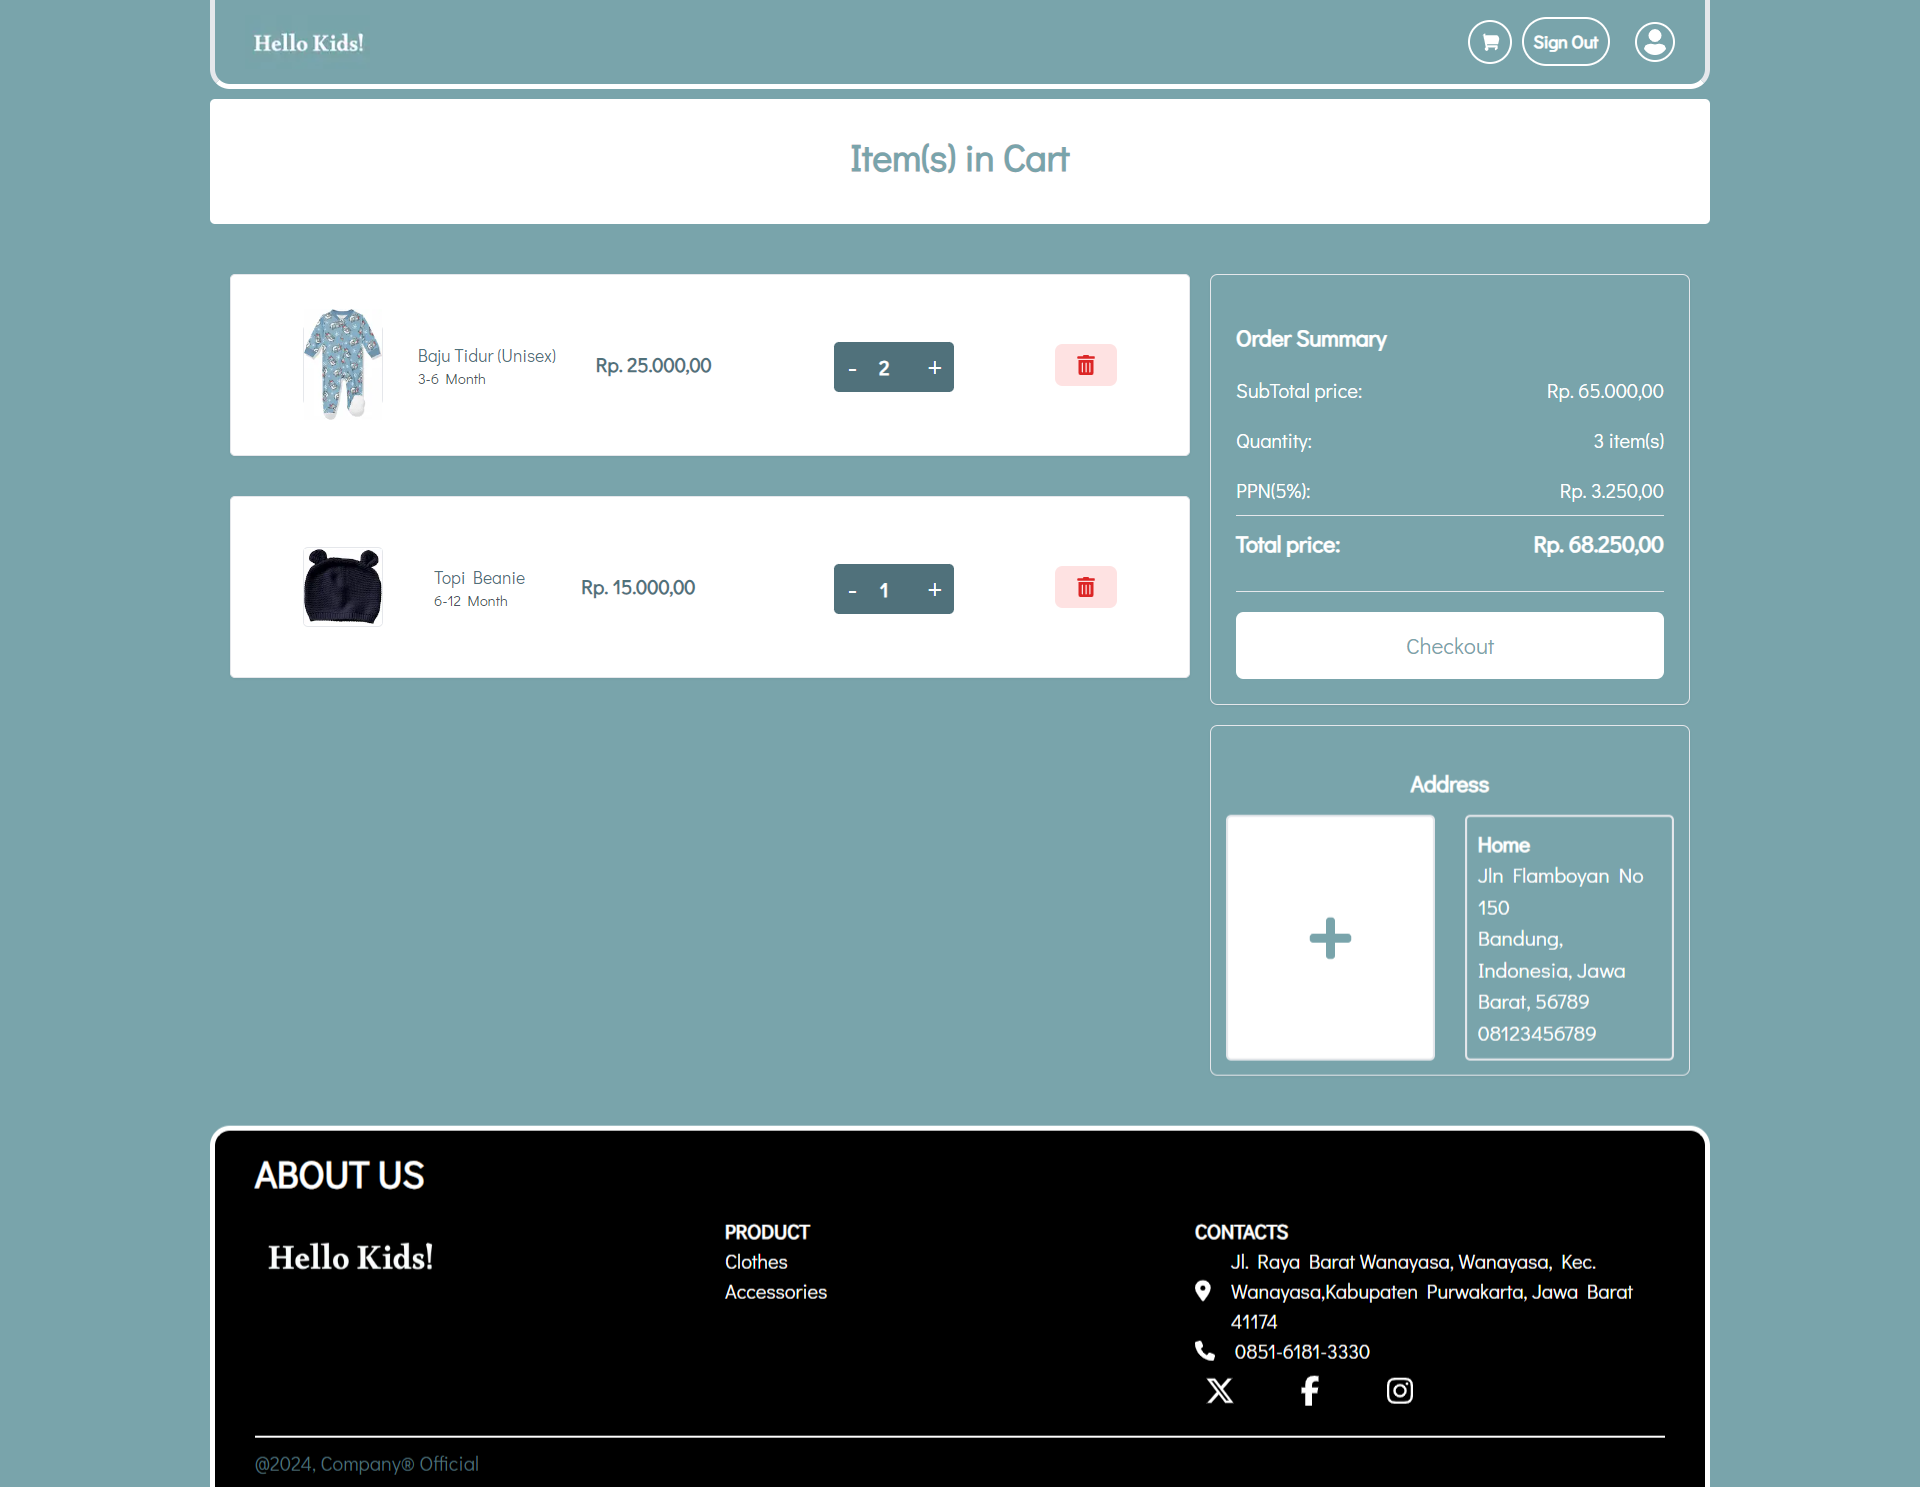 Hello Kids!
Sign Out
Item(s) in Cart
Baju Tidur (Unisex)
3-6 Month
Rp. 25.000,00
- 2 +
Topi Beanie
6-12 Month
Rp. 15.000,00
- 1 +
Order Summary
SubTotal price: Rp. 65.000,00
Quantity: 3 item(s)
PPN(5%): Rp. 3.250,00
Total price: Rp. 68.250,00
Checkout
Address
Home
Jln Flamboyan No
150
Bandung,
Indonesia, Jawa
Barat, 56789
08123456789
ABOUT US
Hello Kids!
PRODUCT
Clothes
Accessories
CONTACTS
Jl. Raya Barat Wanayasa, Wanayasa, Kec.
Wanayasa,Kabupaten Purwakarta, Jawa Barat
41174
0851-6181-3330
@2024, Company® Official